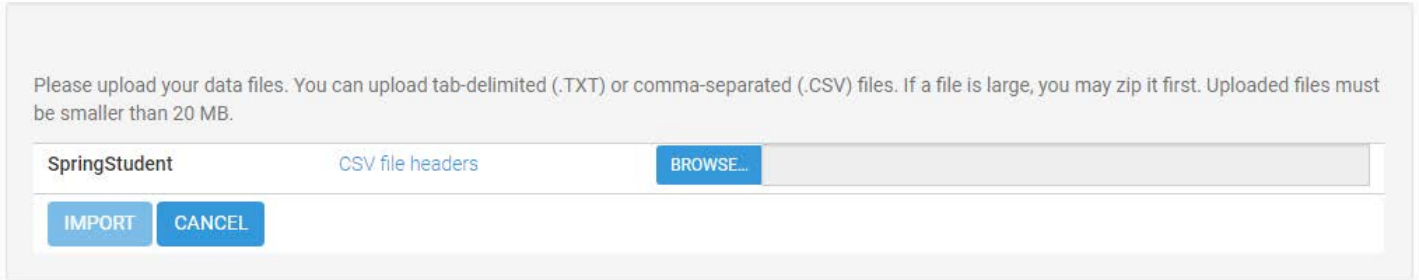 Please upload your data files. You can upload tab-delimited (.TXT) or comma-separated (.CSV) files. If a file is large, you may zip it first. Uploaded files must
be smaller than 20 MB.
SpringStudent CSV file headers BROWSE...
IMPORT CANCEL